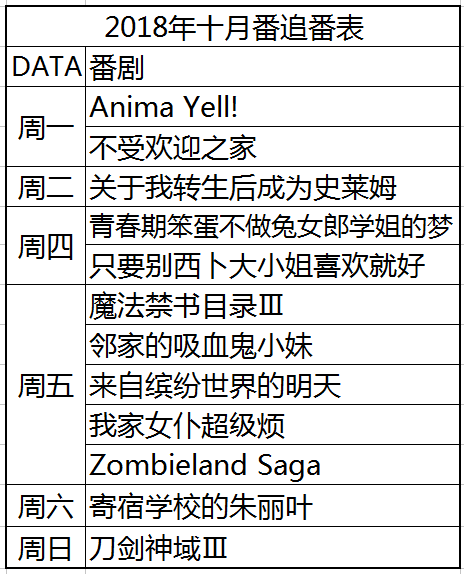 2018年十月番追番表
DATA 番剧
周一 Anima Yell!
不受欢迎之家
周二 关于我转生后成为史莱姆
周四 青春期笨蛋不做兔女郎学姐的梦
只要别西卜大小姐喜欢就好
周五 魔法禁书目录Ⅲ
邻家的吸血鬼小妹
来自缤纷世界的明天
我家女仆超级烦
Zombieland Saga
周六 寄宿学校的朱丽叶
周日 刀剑神域Ⅲ